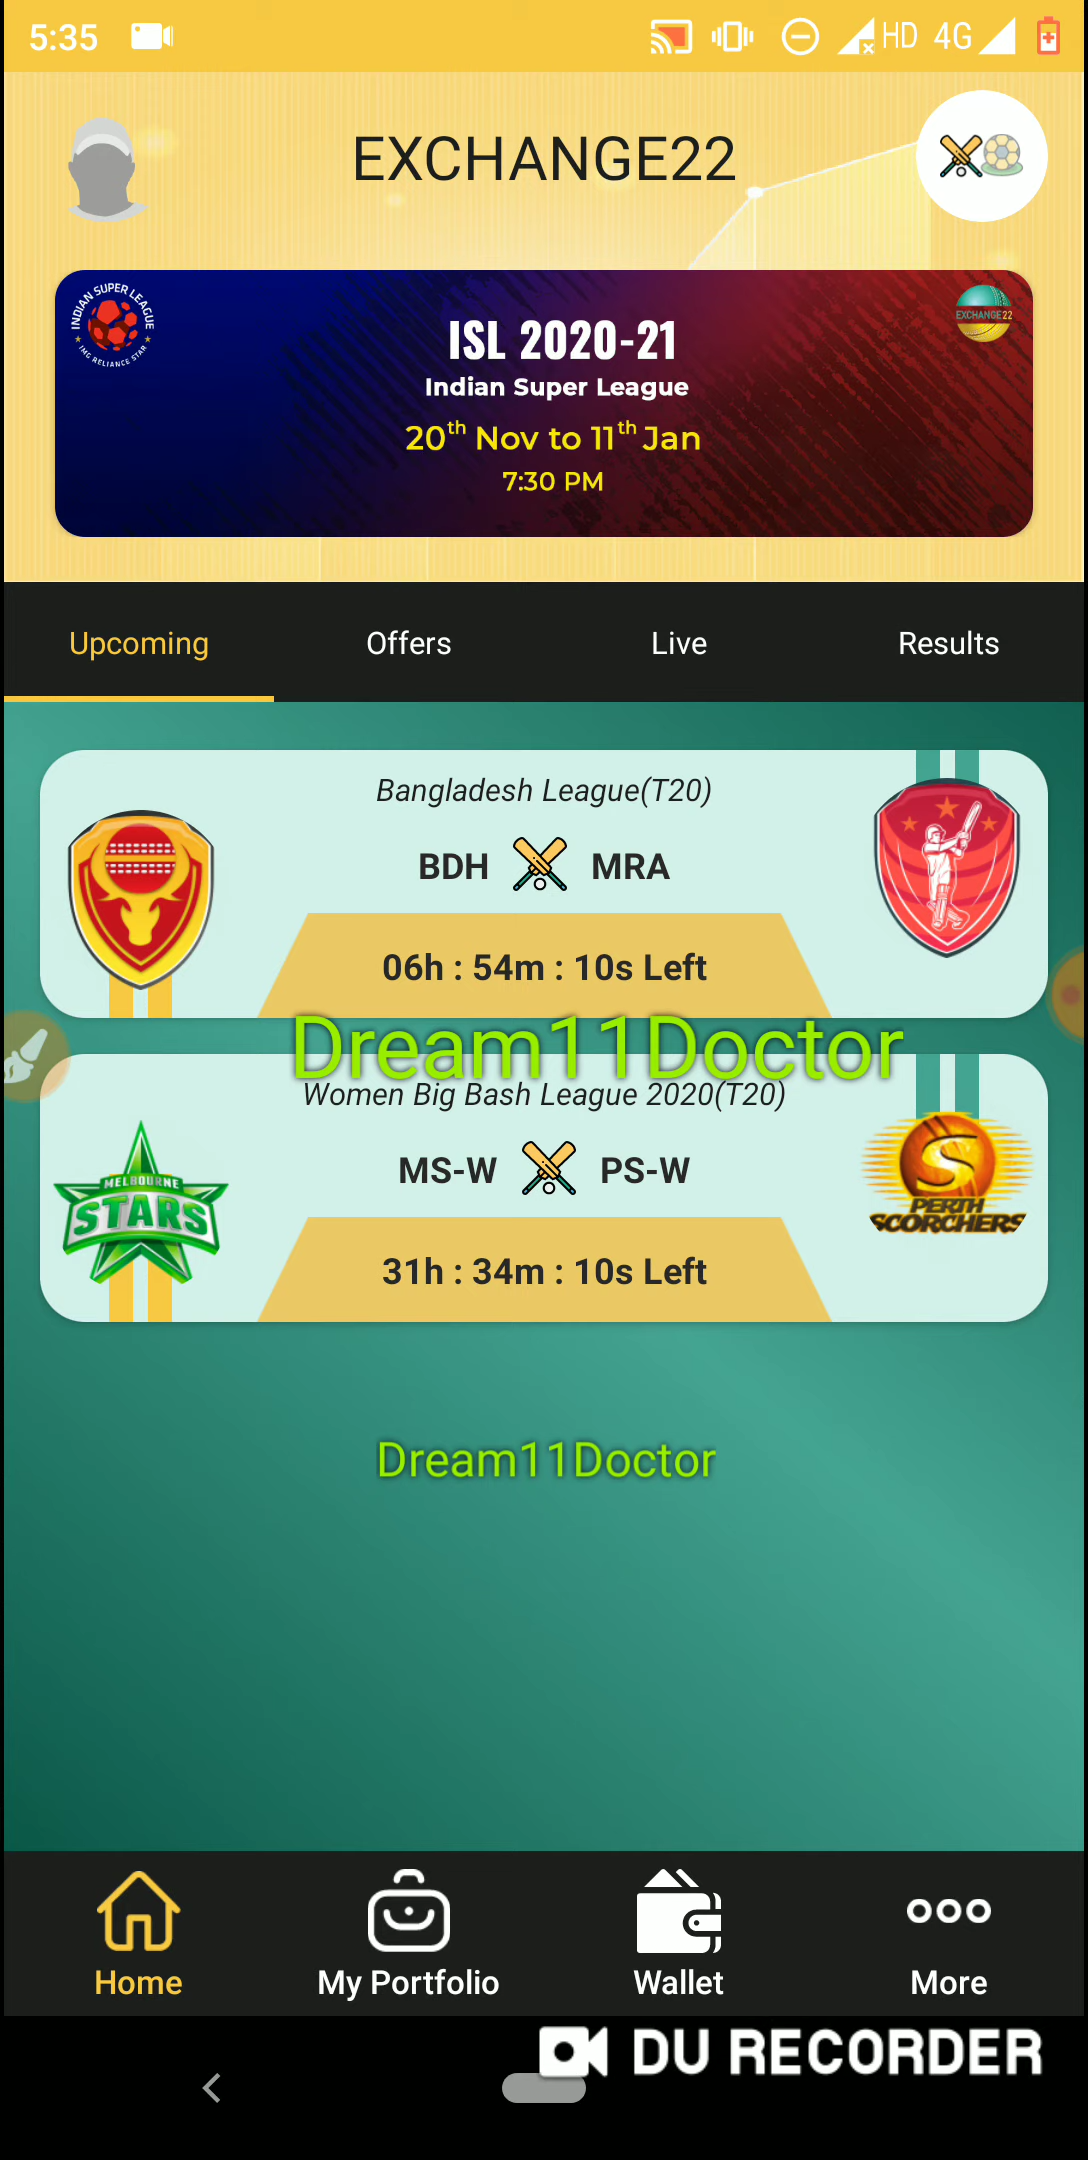 5:35
HD 4G
EXCHANGE22
INDIAN SUPER LEAGUE
IMG RELIANCE STAR
EXCHANGE22
ISL 2020-21
Indian Super League
20th Nov to 11th Jan
7:30 PM
Upcoming Offers Live Results
Bangladesh League(T20)
BDH MRA
06h : 54m : 10s Left
Dream11Doctor
Women Big Bash League 2020(T20)
MELBOURNE
STARS
MS-W PS-W
S
PERTH
SCORCHERS
31h : 34m : 10s Left
Dream11Doctor
Home My Portfolio Wallet More
DU RECORDER